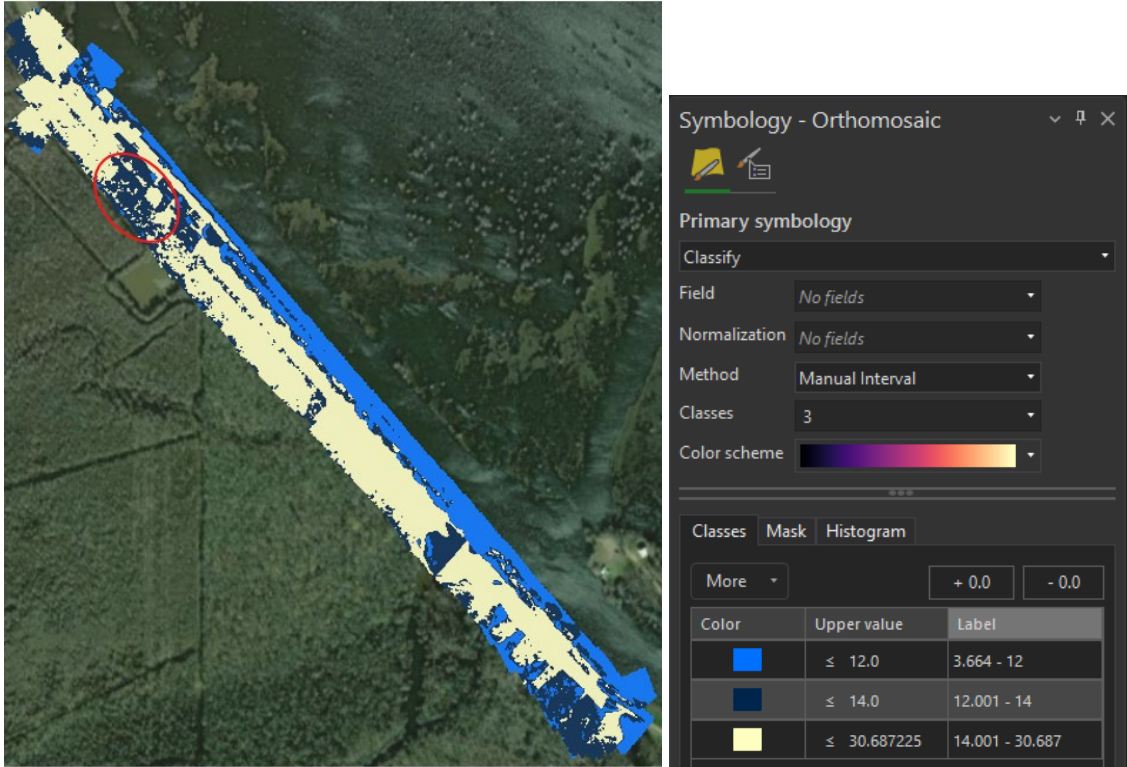 Symbology - Orthomosaic
Primary symbology
Classify
Field No fields
Normalization No fields
Method Manual Interval
Classes 3
Color scheme
Classes Mask Histogram
More + 0.0 - 0.0
Color Upper value Label
≤ 12.0 3.664 - 12
≤ 14.0 12.001 - 14
≤ 30.687225 14.001 - 30.687